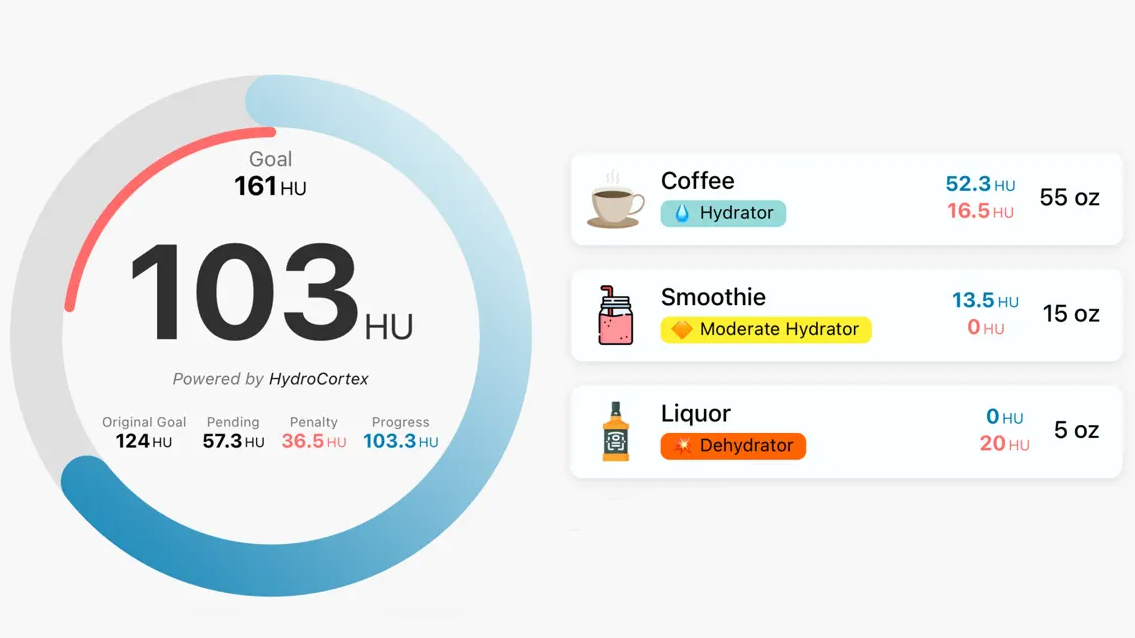 Goal
161 HU
103 HU
Powered by HydroCortex
Original Goal Pending Penalty Progress
124 HU 57.3 HU 36.5 HU 103.3 HU
Coffee
Hydrator
52.3 HU
16.5 HU
55 oz
Smoothie
Moderate Hydrator
13.5 HU
0 HU
15 oz
Liquor
Dehydrator
0 HU
20 HU
5 oz